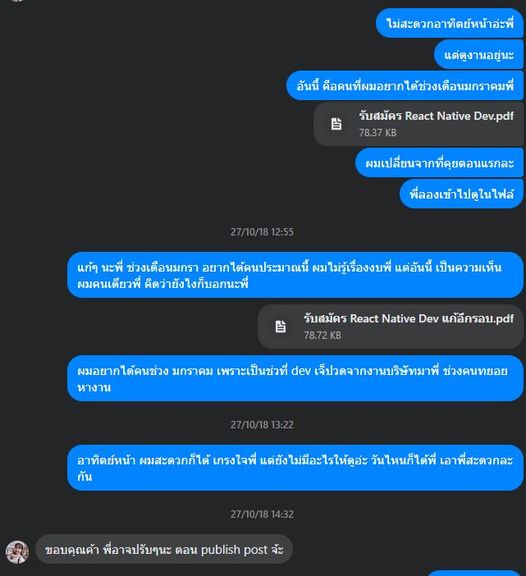 ไม่สะดวกอาทิตย์หน้าอ่ะพี่
แต่ดูงานอยู่นะ
อันนี้ คือคนที่ผมอยากได้ช่วงเดือนมกราคมพี่
รับสมัคร React Native Dev.pdf
78.37 KB
ผมเปลี่ยนจากที่คุยตอนแรกละ
พี่ลองเข้าไปดูในไฟล์
27/10/18 12:55
แก้ๆ นะพี่ ช่วงเดือนมกรา อยากได้คนประมาณนี้ ผมไม่รู้เรื่องงบพี่ แต่อันนี้ เป็นความเห็น
ผมคนเดียวพี่ คิดว่ายังไงก็บอกนะพี่
รับสมัคร React Native Dev แก้อีกรอบ.pdf
78.72 KB
ผมอยากได้คนช่วง มกราคม เพราะเป็นช่วที่ dev เจ็ปวดจากงานบริษัทมาพี่ ช่วงคนทยอย
หางาน
27/10/18 13:22
อาทิตย์หน้า ผมสะดวกก็ได้ เกรงใจพี่ แต่ยังไม่มีอะไรให้ดูอ่ะ วันไหนก็ได้พี่ เอาพี่สะดวกละ
กัน
27/10/18 14:32
ขอบคุณค้า พี่อาจปรับๆนะ ตอน publish post จ้ะ